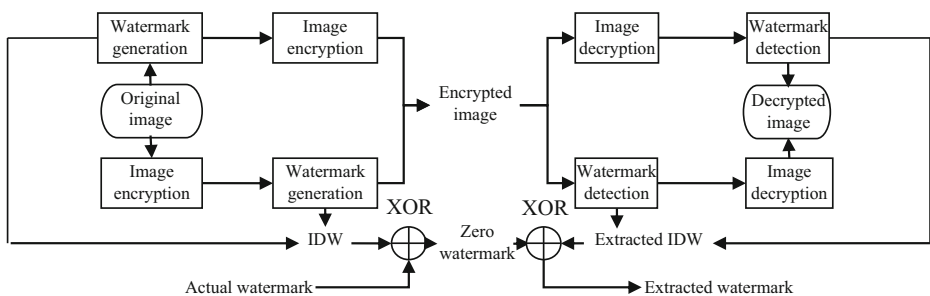 Watermark
generation
Image
encryption
Original
image
Image
encryption
Watermark
generation
Encrypted
image
Image
decryption
Watermark
detection
Decrypted
image
Watermark
detection
Image
decryption
XOR
XOR
IDW
Zero
watermark
Extracted IDW
Actual watermark
Extracted watermark